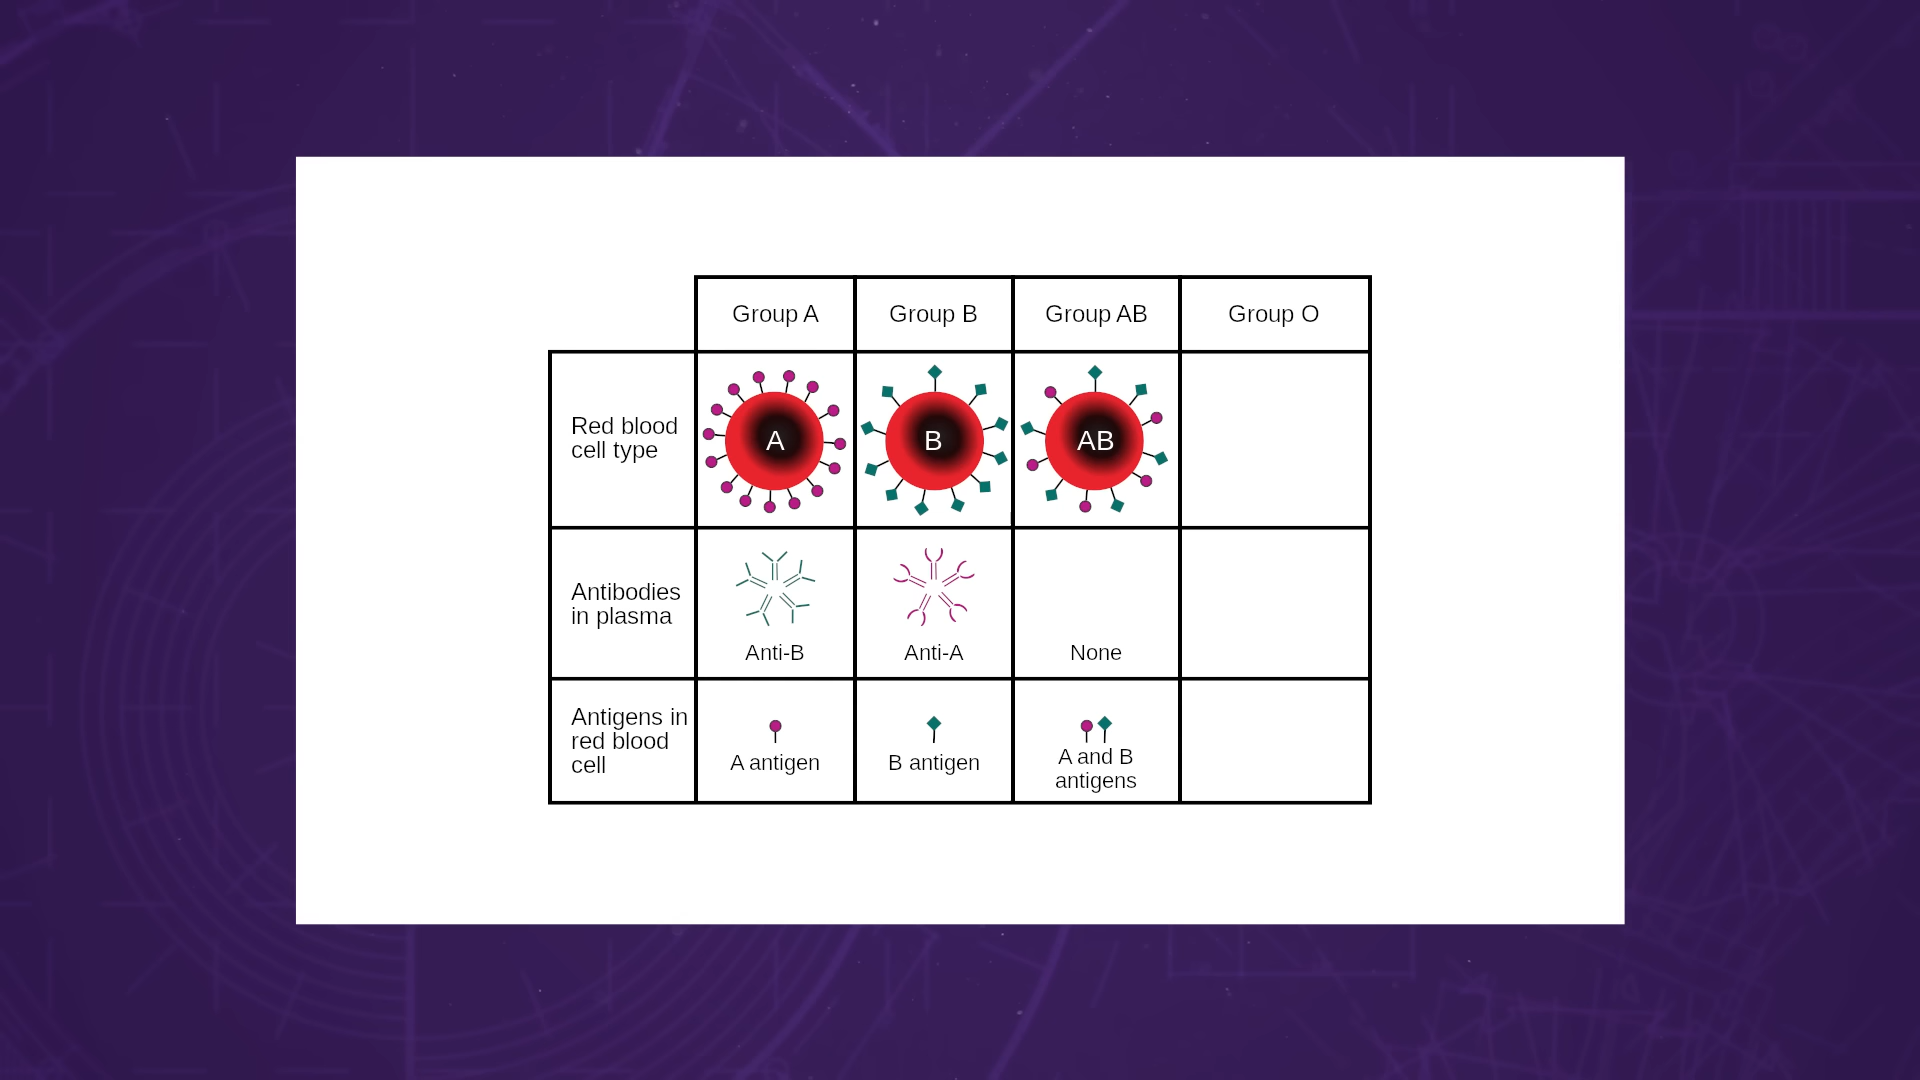 Group A
Group B
Group AB
Group O
Red blood
cell type
A
B
AB
Antibodies
in plasma
Anti-B
Anti-A
None
Antigens in
red blood
cell
A antigen
B antigen
A and B
antigens